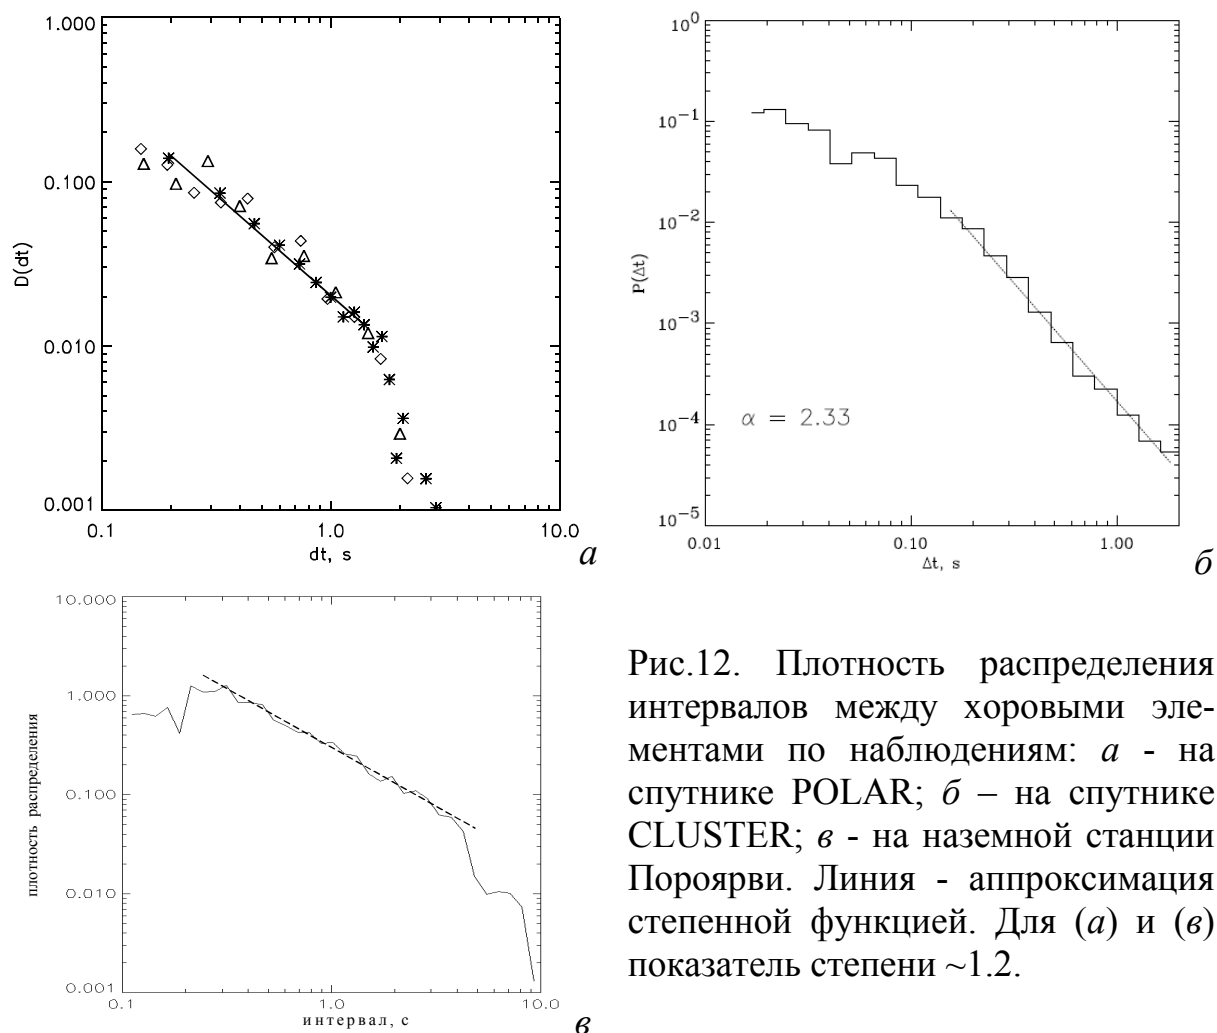 1.000
0.100
0.010
0.001
D(dt)
0.1
1.0
10.0
dt, s
а
10^0
10^-1
10^-2
10^-3
10^-4
10^-5
P(Δt)
α = 2.33
0.01
0.10
1.00
Δt, s
б
10.000
1.000
0.100
0.010
0.001
плотность распределения
0.1
1.0
10.0
интервал, с
в
Рис.12. Плотность распределения
интервалов между хоровыми эле-
ментами по наблюдениям: а - на
спутнике POLAR; б – на спутнике
CLUSTER; в - на наземной станции
Пороярви. Линия - аппроксимация
степенной функцией. Для (а) и (в)
показатель степени ~1.2.